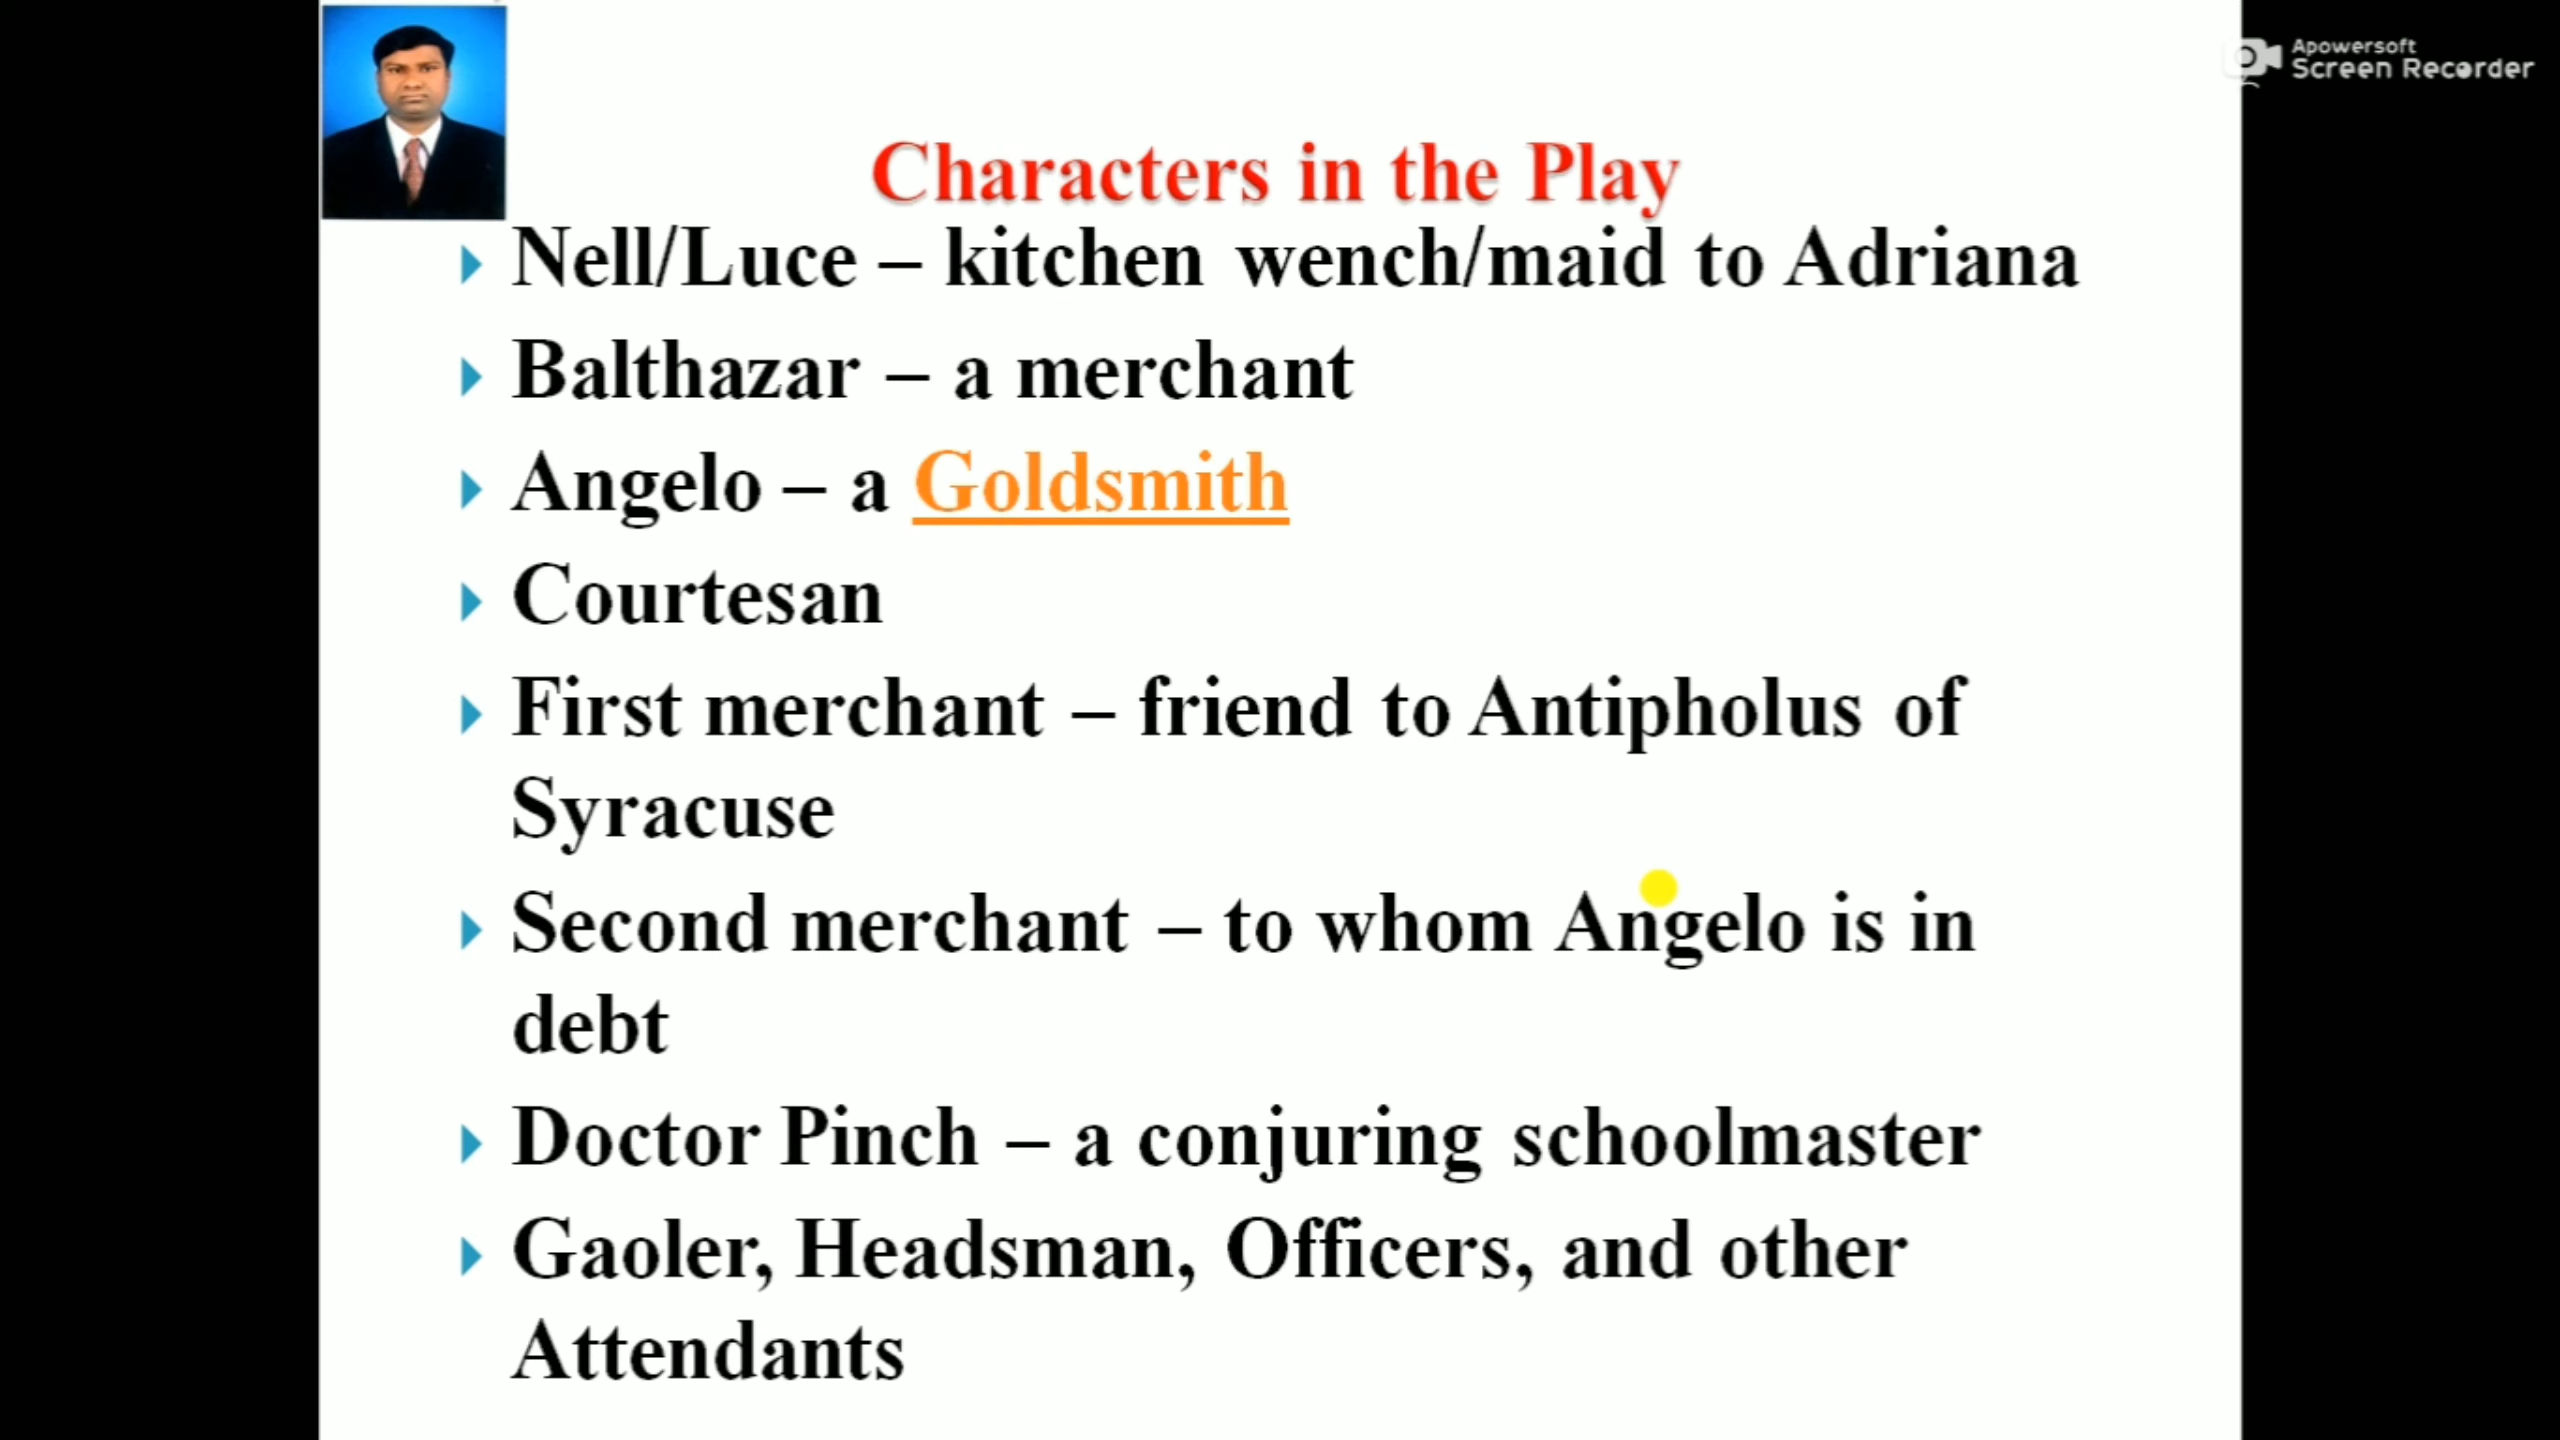 Apowersoft
Screen Recorder
Characters in the Play
Nell/Luce – kitchen wench/maid to Adriana
Balthazar – a merchant
Angelo – a Goldsmith
Courtesan
First merchant – friend to Antipholus of
Syracuse
Second merchant – to whom Angelo is in
debt
Doctor Pinch – a conjuring schoolmaster
Gaoler, Headsman, Officers, and other
Attendants